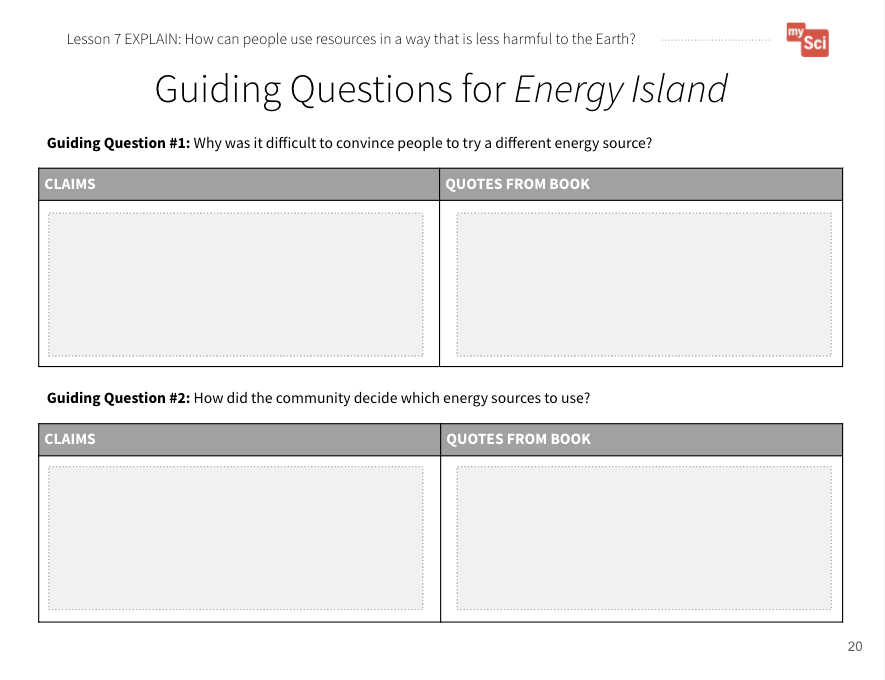 Lesson 7 EXPLAIN: How can people use resources in a way that is less harmful to the Earth?
my
Sci
Guiding Questions for Energy Island
Guiding Question #1: Why was it difficult to convince people to try a different energy source?
CLAIMS
QUOTES FROM BOOK
Guiding Question #2: How did the community decide which energy sources to use?
CLAIMS
QUOTES FROM BOOK
20